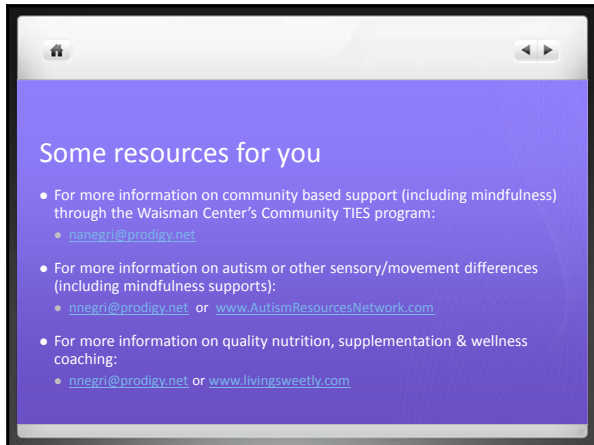 Some resources for you
● For more information on community based support (including mindfulness)
through the Waisman Center's Community TIES program:
● nanegri@prodigy.net
● For more information on autism or other sensory/movement differences
(including mindfulness supports):
● nnegri@prodigy.net or www.AutismResourcesNetwork.com
● For more information on quality nutrition, supplementation & wellness
coaching:
● nnegri@prodigy.net or www.livingsweetly.com